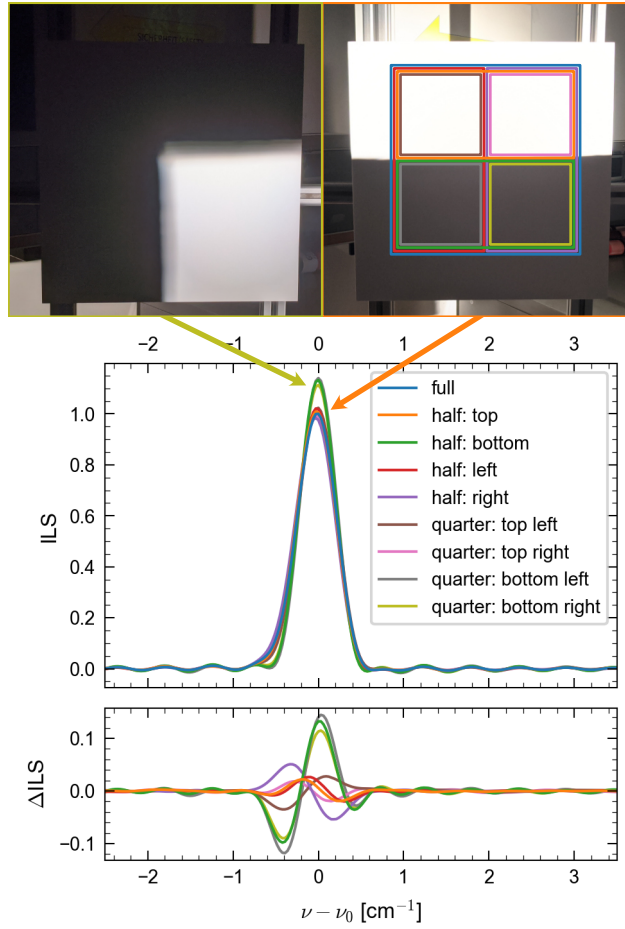 −2 −1 0 1 2 3
1.0
0.8
0.6
0.4
0.2
0.0
ILS
full
half: top
half: bottom
half: left
half: right
quarter: top left
quarter: top right
quarter: bottom left
quarter: bottom right
0.1
0.0
−0.1
ΔILS
−2 −1 0 1 2 3
ν − ν₀ [cm⁻¹]